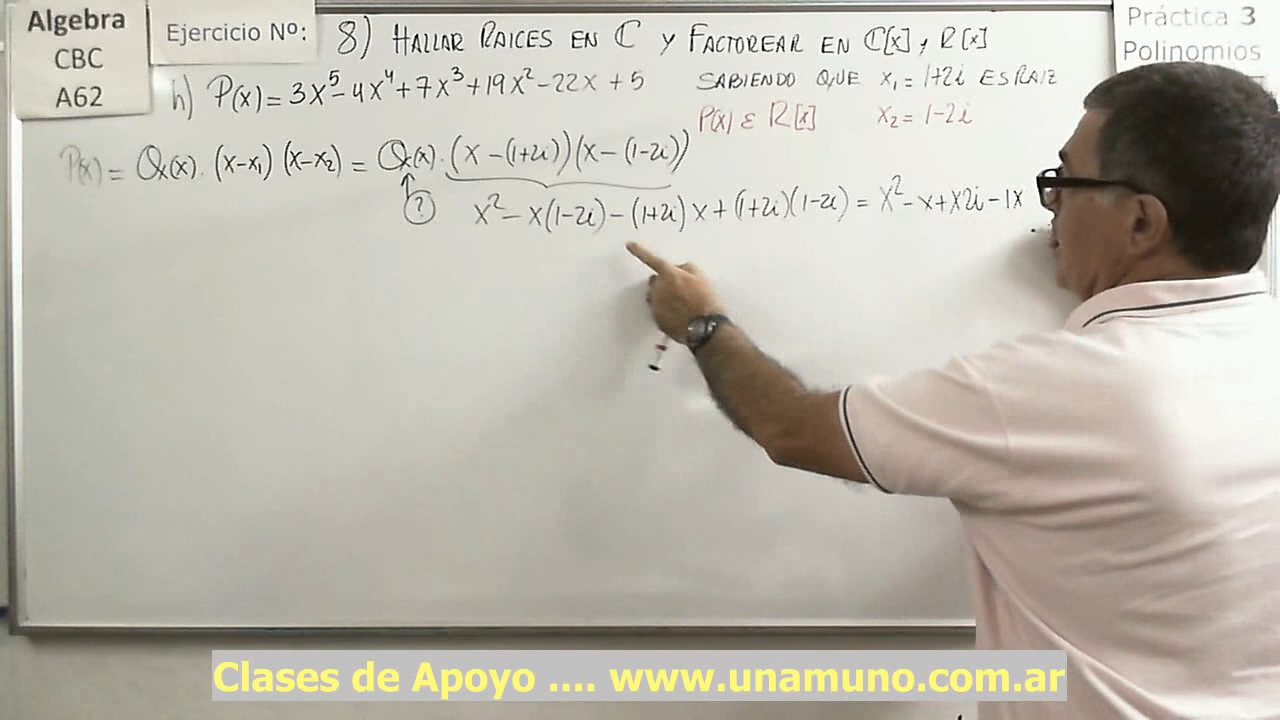 Algebra
CBC
A62
Ejercicio Nº:
8) HALLAR RAICES EN ℂ Y FACTOREAR EN ℂ[x] y R[x]
Práctica 3
Polinomios
h) P(x) = 3x⁵ - 4x⁴ + 7x³ + 19x² - 22x + 5 SABIENDO QUE x₁ = 1+2i ES RAIZ
P(x) ε R[x] x₂ = 1-2i
P(x) = Q(x). (x-x₁) (x-x₂) = Q(x). (x - (1+2i)) (x - (1-2i))
?
x² - x(1-2i) - (1+2i) x + (1+2i)(1-2i) = x² - x + x2i - 1x
Clases de Apoyo .... www.unamuno.com.ar